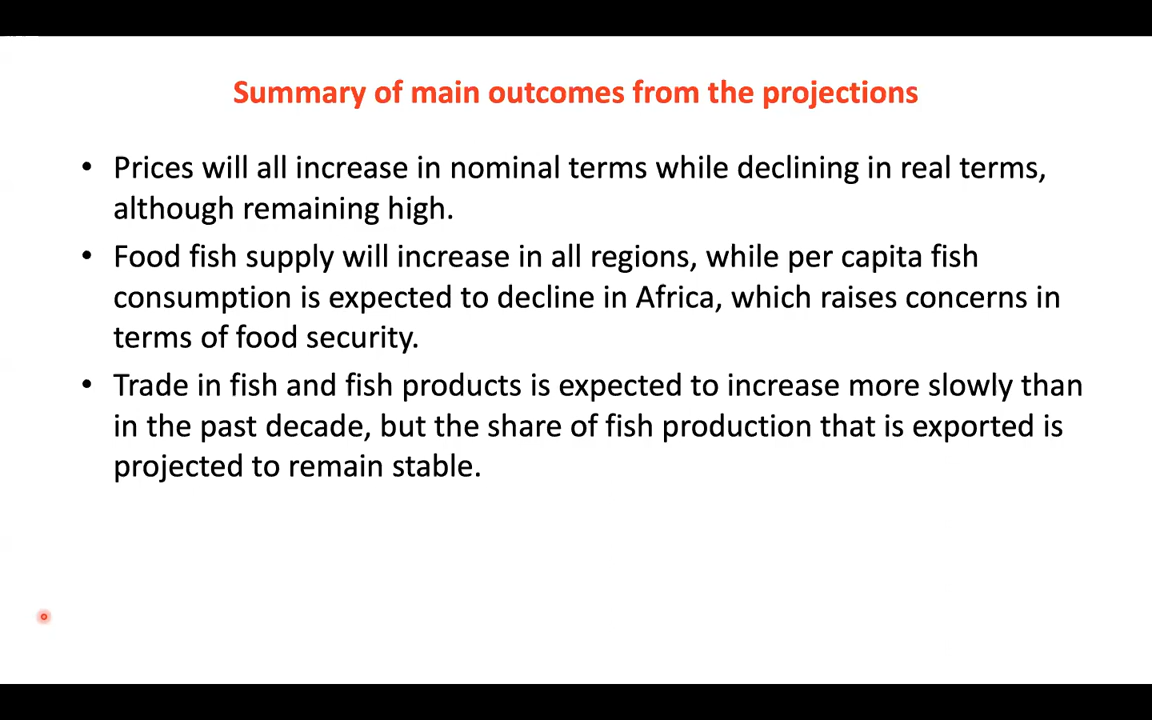 Summary of main outcomes from the projections
• Prices will all increase in nominal terms while declining in real terms,
although remaining high.
• Food fish supply will increase in all regions, while per capita fish
consumption is expected to decline in Africa, which raises concerns in
terms of food security.
• Trade in fish and fish products is expected to increase more slowly than
in the past decade, but the share of fish production that is exported is
projected to remain stable.